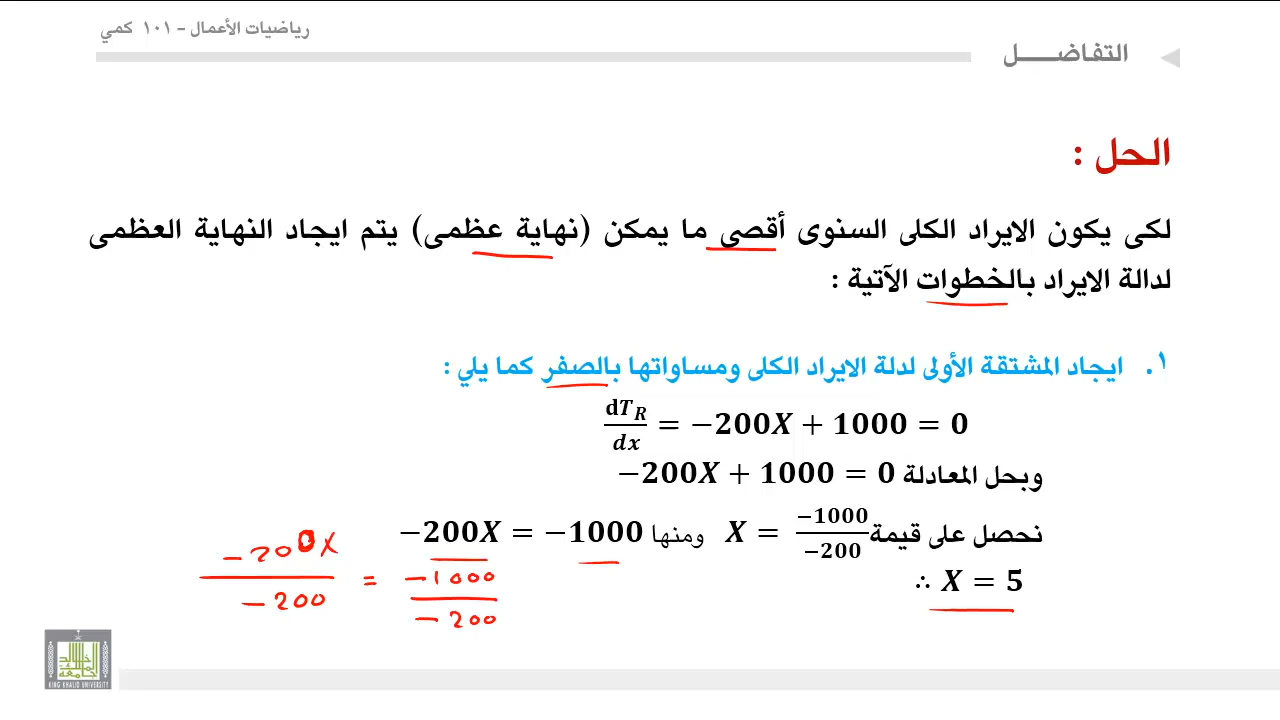 رياضيات الأعمال – ١٠١ كمي
التفاضـــــل
الحل :
لكى يكون الايراد الكلى السنوى أقصى ما يمكن (نهاية عظمى) يتم ايجاد النهاية العظمى
لدالة الايراد بالخطوات الآتية :
١. ايجاد المشتقة الأولى لدلة الايراد الكلى ومساواتها بالصفر كما يلي :
dT_R/dx = −200X + 1000 = 0
وبحل المعادلة −200X + 1000 = 0
نحصل على قيمة X = −1000/−200 ومنها −200X = −1000
∴ X = 5
−200X/−200 = −1000/−200
KING KHALID UNIVERSITY